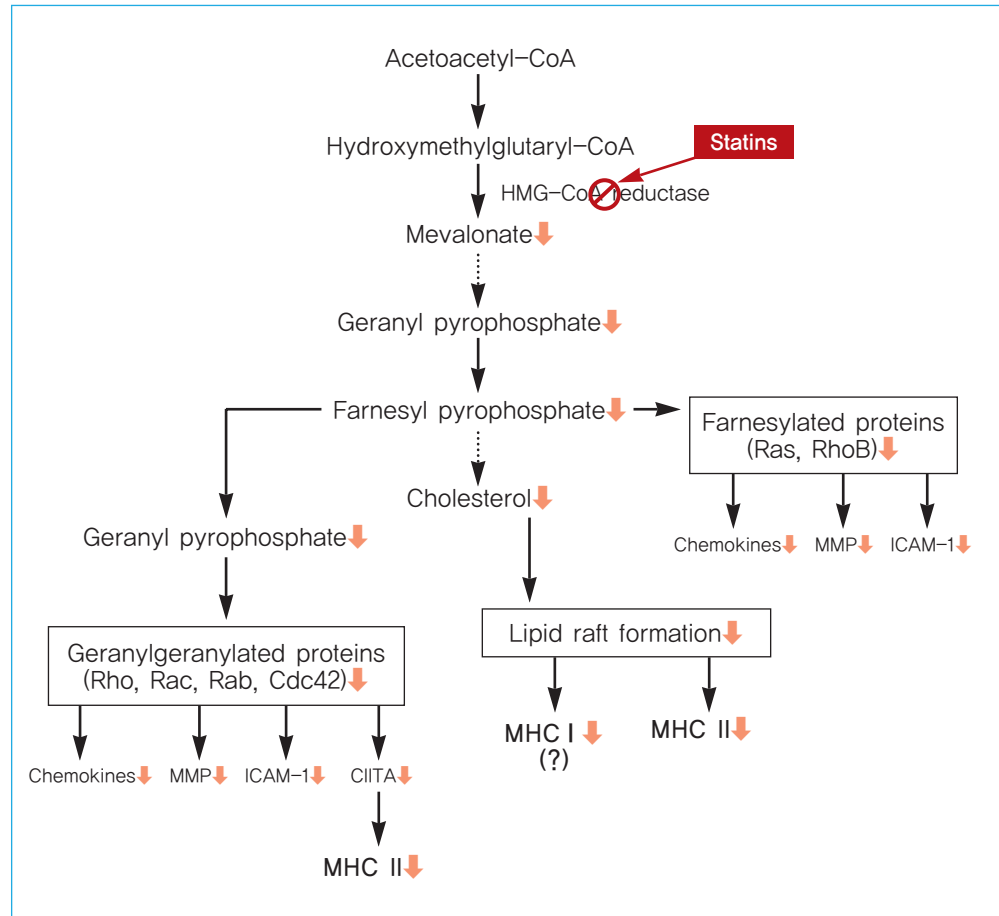 Acetoacetyl-CoA
Hydroxymethylglutaryl-CoA
Statins
HMG-CoA reductase
Mevalonate
Geranyl pyrophosphate
Farnesyl pyrophosphate
Farnesylated proteins
(Ras, RhoB)
Cholesterol
Geranyl pyrophosphate
Chemokines MMP ICAM-1
Lipid raft formation
Geranylgeranylated proteins
(Rho, Rac, Rab, Cdc42)
MHC I MHC II
(?)
Chemokines MMP ICAM-1 CIITA
MHC II